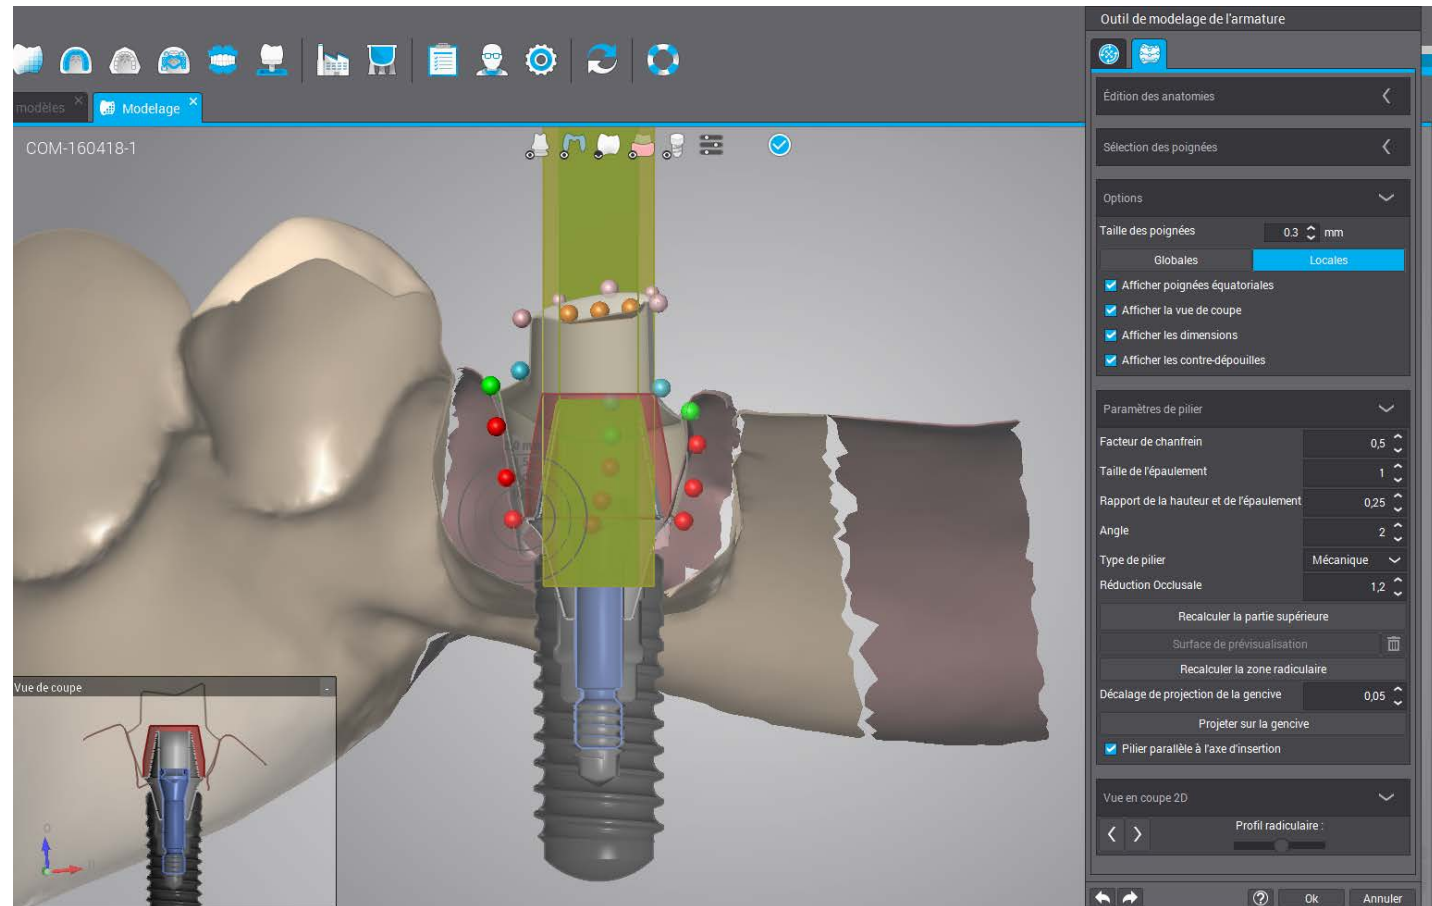 Outil de modelage de l'armature
modèles
Modelage
COM-160418-1
Édition des anatomies
Sélection des poignées
Options
Taille des poignées 0.3 mm
Globales Locales
Afficher poignées équatoriales
Afficher la vue de coupe
Afficher les dimensions
Afficher les contre-dépouilles
Paramètres de pilier
Facteur de chanfrein 0,5
Taille de l'épaulement 1
Rapport de la hauteur et de l'épaulement 0,25
Angle 2
Type de pilier Mécanique
Réduction Occlusale 1,2
Recalculer la partie supérieure
Surface de prévisualisation
Recalculer la zone radiculaire
Décalage de projection de la gencive 0,05
Projeter sur la gencive
Pilier parallèle à l'axe d'insertion
Vue en coupe 2D
Profil radiculaire :
Vue de coupe
Ok Annuler